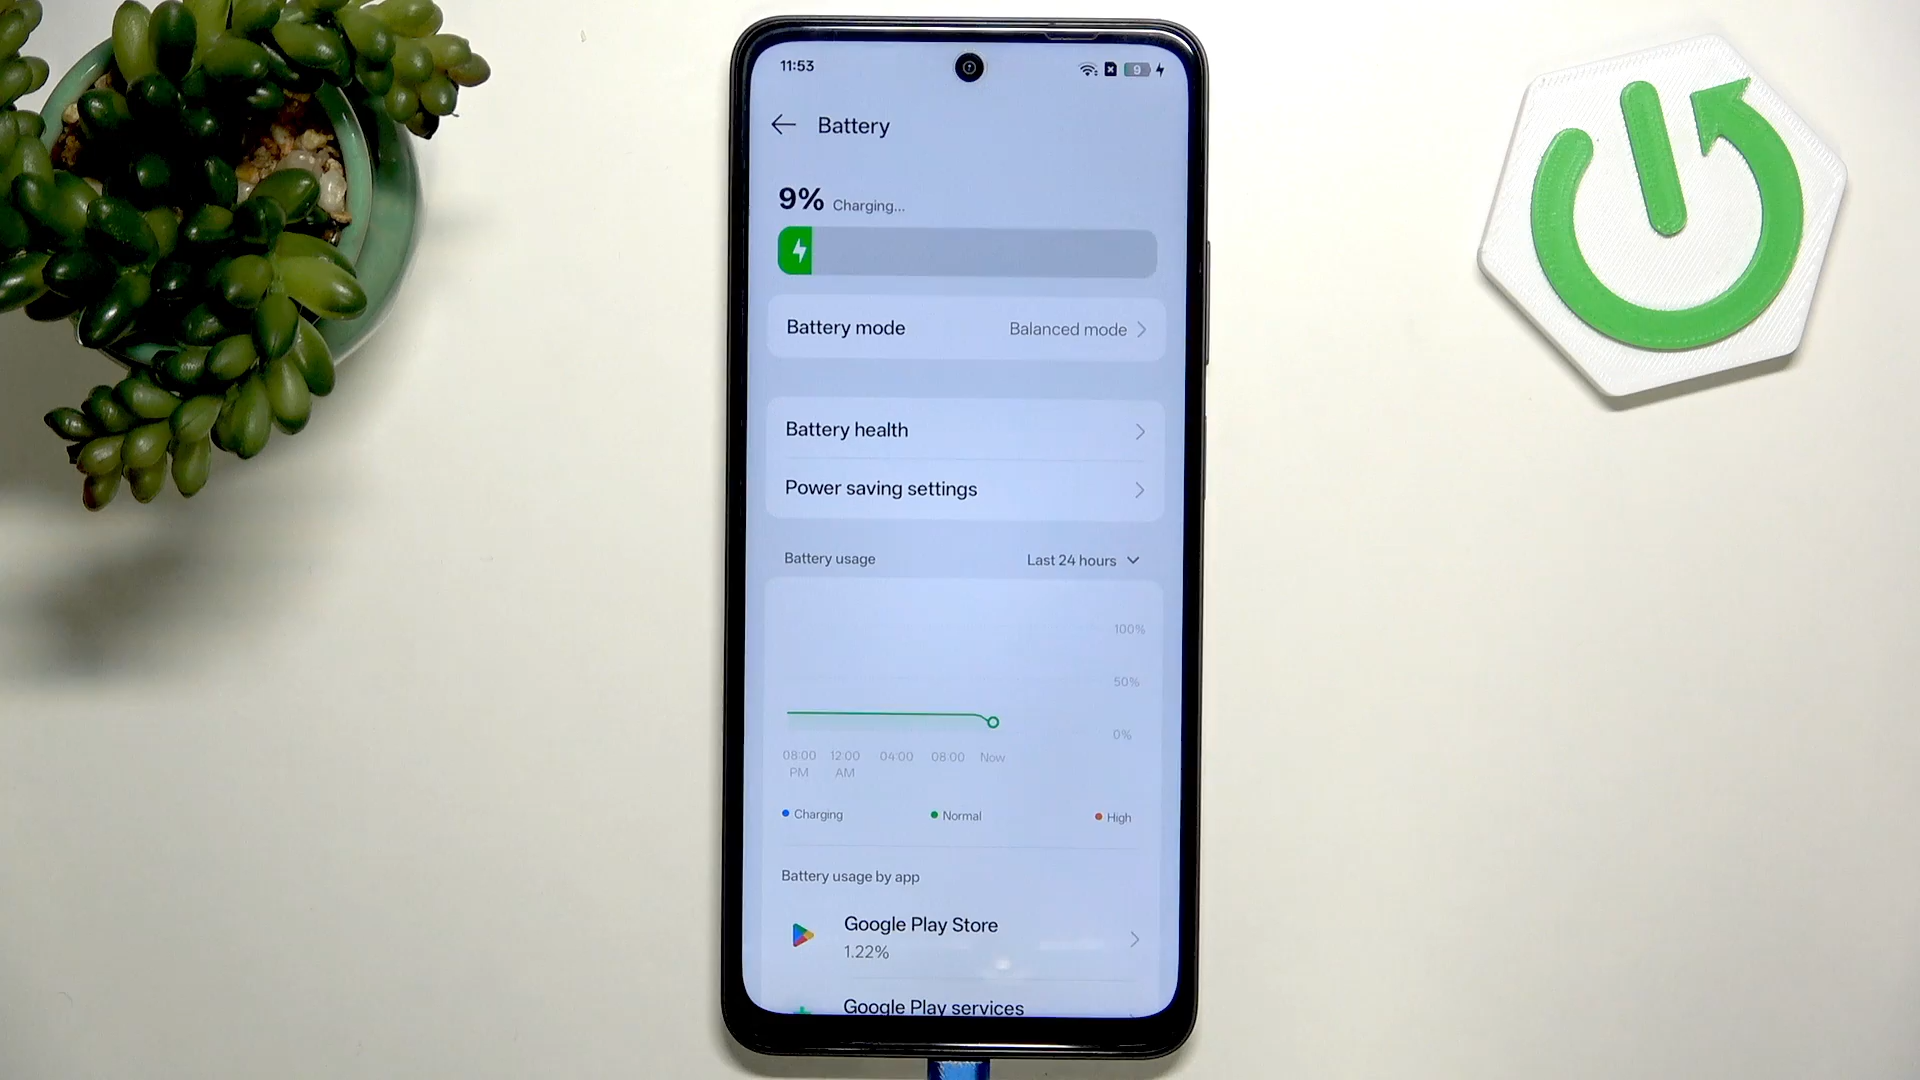 11:53
9
Battery
9% Charging...
Battery mode Balanced mode
Battery health
Power saving settings
Battery usage Last 24 hours
100%
50%
0%
08:00 PM 12:00 AM 04:00 08:00 Now
Charging Normal High
Battery usage by app
Google Play Store
1.22%
Google Play services